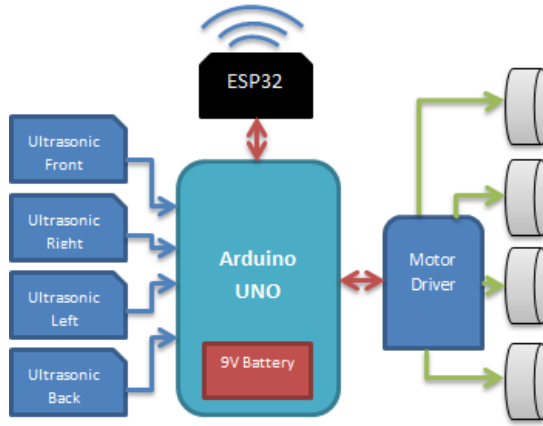 ESP32
Ultrasonic
Front
Ultrasonic
Right
Ultrasonic
Left
Ultrasonic
Back
Arduino
UNO
9V Battery
Motor
Driver